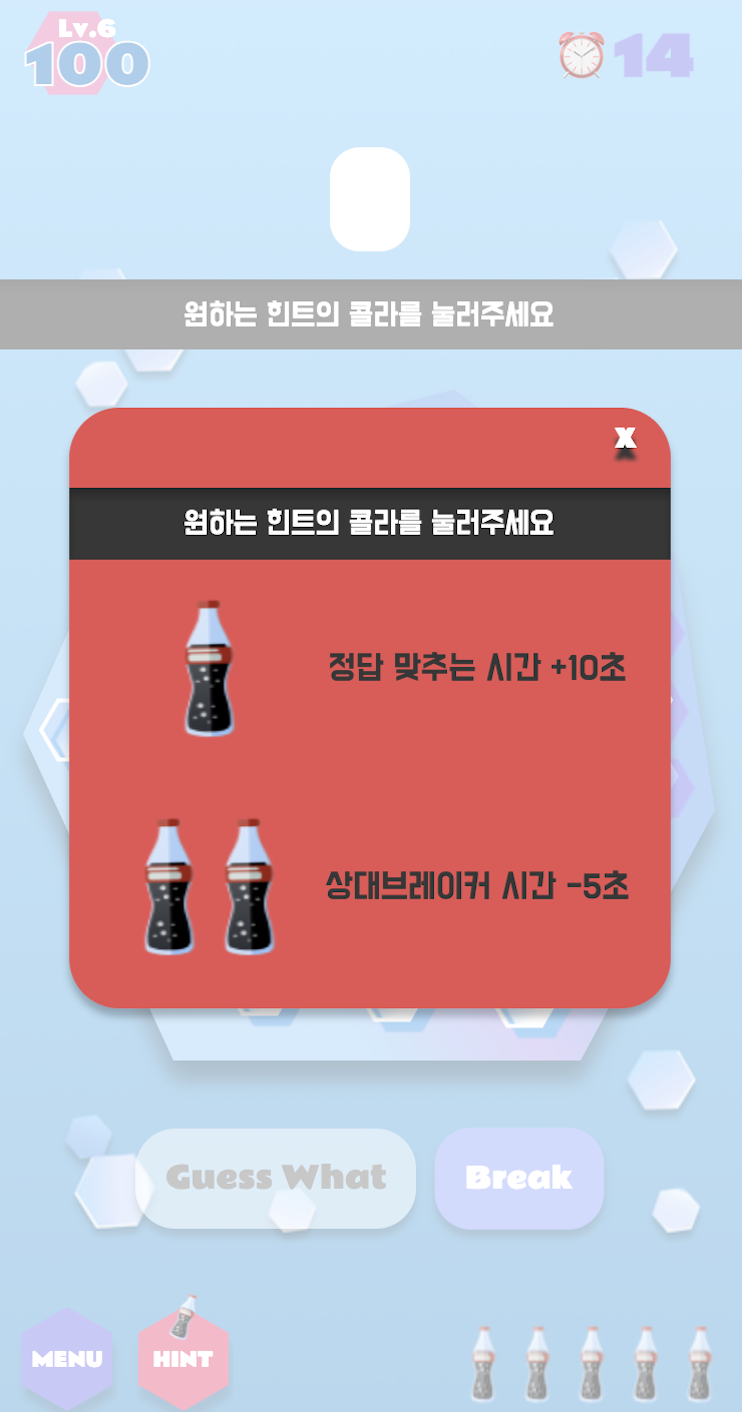 Lv.6
100
14
원하는 힌트의 콜라를 눌러주세요
X
원하는 힌트의 콜라를 눌러주세요
정답 맞추는 시간 +10초
상대브레이커 시간 -5초
Guess What
Break
MENU
HINT